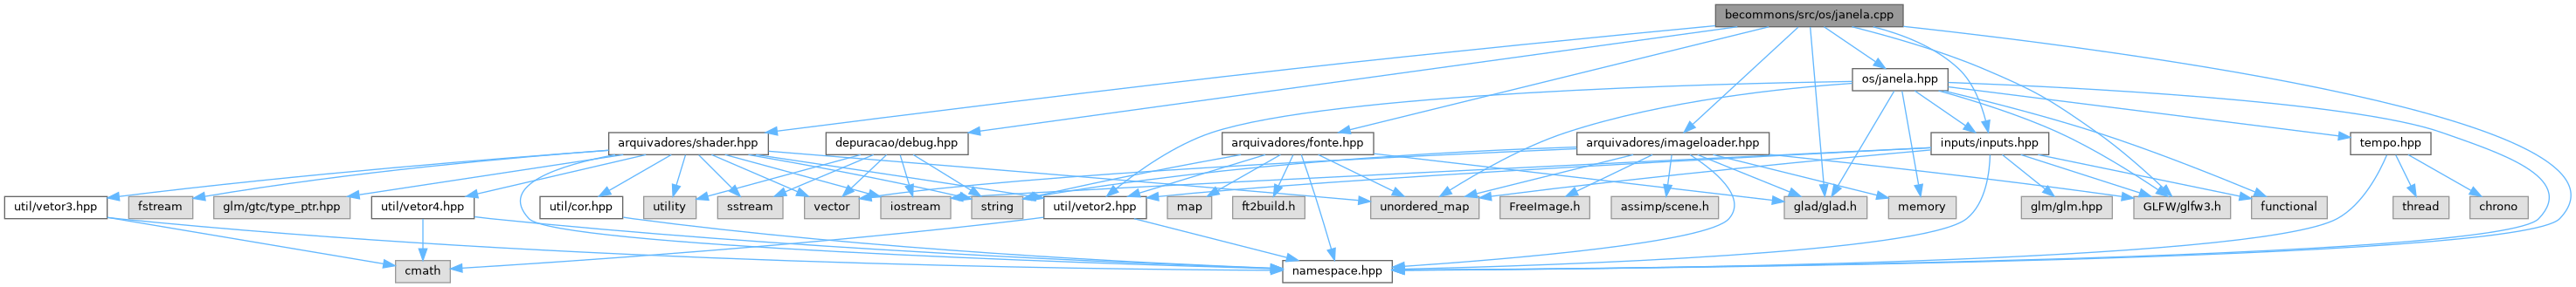 becommons/src/os/janela.cpp
os/janela.hpp
arquivadores/shader.hpp
depuracao/debug.hpp
arquivadores/fonte.hpp
arquivadores/imageloader.hpp
inputs/inputs.hpp
tempo.hpp
util/vetor3.hpp
fstream
glm/gtc/type_ptr.hpp
util/vetor4.hpp
util/cor.hpp
utility
sstream
vector
iostream
string
util/vetor2.hpp
map
ft2build.h
unordered_map
FreeImage.h
assimp/scene.h
glad/glad.h
memory
glm/glm.hpp
GLFW/glfw3.h
functional
thread
chrono
cmath
namespace.hpp